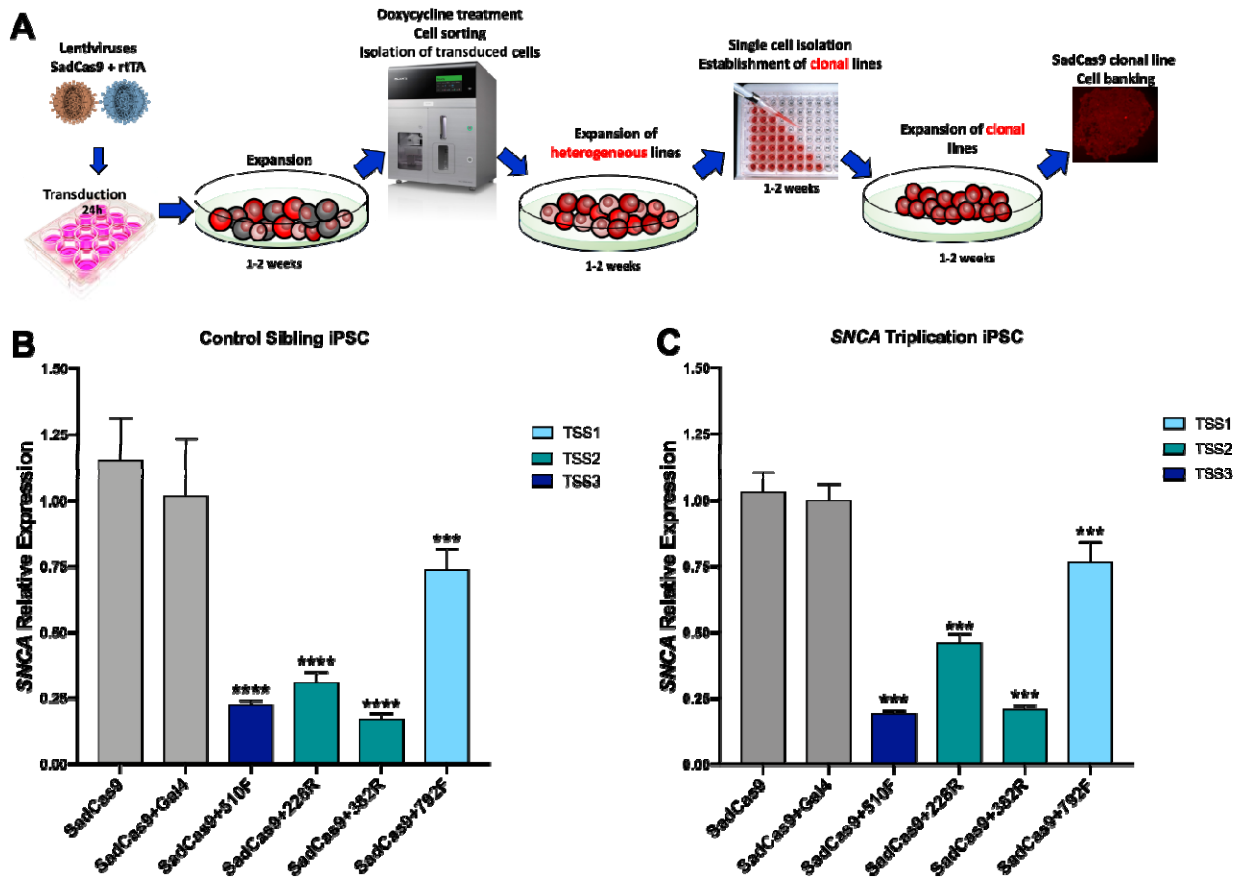 A
Lentiviruses
SadCas9 + rtTA
Transduction
24h
Expansion
1-2 weeks
Doxycycline treatment
Cell sorting
Isolation of transduced cells
Expansion of
heterogeneous lines
1-2 weeks
Single cell isolation
Establishment of clonal lines
1-2 weeks
Expansion of clonal
lines
1-2 weeks
SadCas9 clonal line
Cell banking
B
Control Sibling iPSC
SNCA Relative Expression
1.50
1.25
1.00
0.75
0.50
0.25
0.00
****
****
****
***
TSS1
TSS2
TSS3
SadCas9
SadCas9+Gal4
SadCas9+510F
SadCas9+226R
SadCas9+382R
SadCas9+792F
C
SNCA Triplication iPSC
SNCA Relative Expression
1.50
1.25
1.00
0.75
0.50
0.25
0.00
***
***
***
***
TSS1
TSS2
TSS3
SadCas9
SadCas9+Gal4
SadCas9+510F
SadCas9+226R
SadCas9+382R
SadCas9+792F